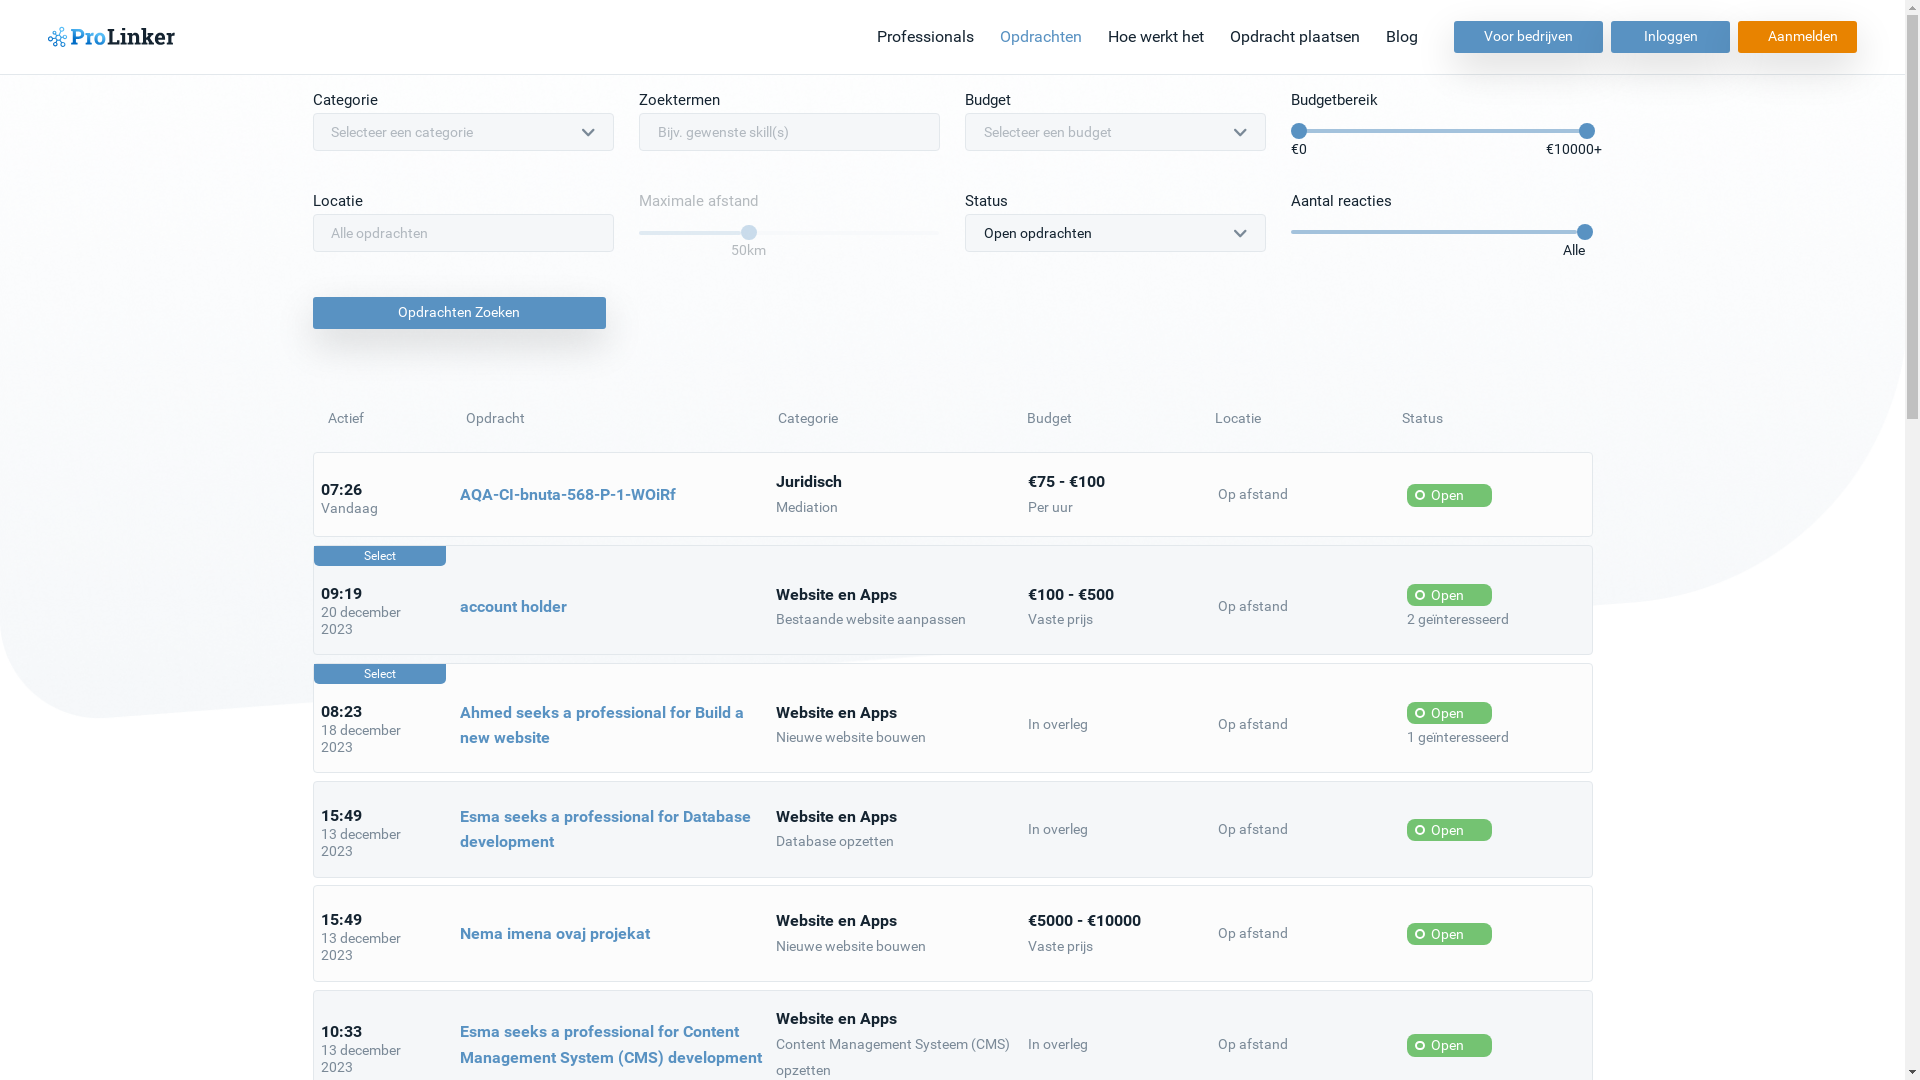 ProLinker
Professionals Opdrachten Hoe werkt het Opdracht plaatsen Blog Voor bedrijven Inloggen Aanmelden
Categorie Zoektermen Budget Budgetbereik
Selecteer een categorie Bijv. gewenste skill(s) Selecteer een budget
€0 €10000+
Locatie Maximale afstand Status Aantal reacties
Alle opdrachten Open opdrachten
50km Alle
Opdrachten Zoeken
Actief Opdracht Categorie Budget Locatie Status
07:26
Vandaag
AQA-CI-bnuta-568-P-1-WOiRf
Juridisch
Mediation
€75 - €100
Per uur
Op afstand
Open
Select
09:19
20 december
2023
account holder
Website en Apps
Bestaande website aanpassen
€100 - €500
Vaste prijs
Op afstand
Open
2 geïnteresseerd
Select
08:23
18 december
2023
Ahmed seeks a professional for Build a
new website
Website en Apps
Nieuwe website bouwen
In overleg
Op afstand
Open
1 geïnteresseerd
15:49
13 december
2023
Esma seeks a professional for Database
development
Website en Apps
Database opzetten
In overleg
Op afstand
Open
15:49
13 december
2023
Nema imena ovaj projekat
Website en Apps
Nieuwe website bouwen
€5000 - €10000
Vaste prijs
Op afstand
Open
10:33
13 december
2023
Esma seeks a professional for Content
Management System (CMS) development
Website en Apps
Content Management Systeem (CMS)
opzetten
In overleg
Op afstand
Open